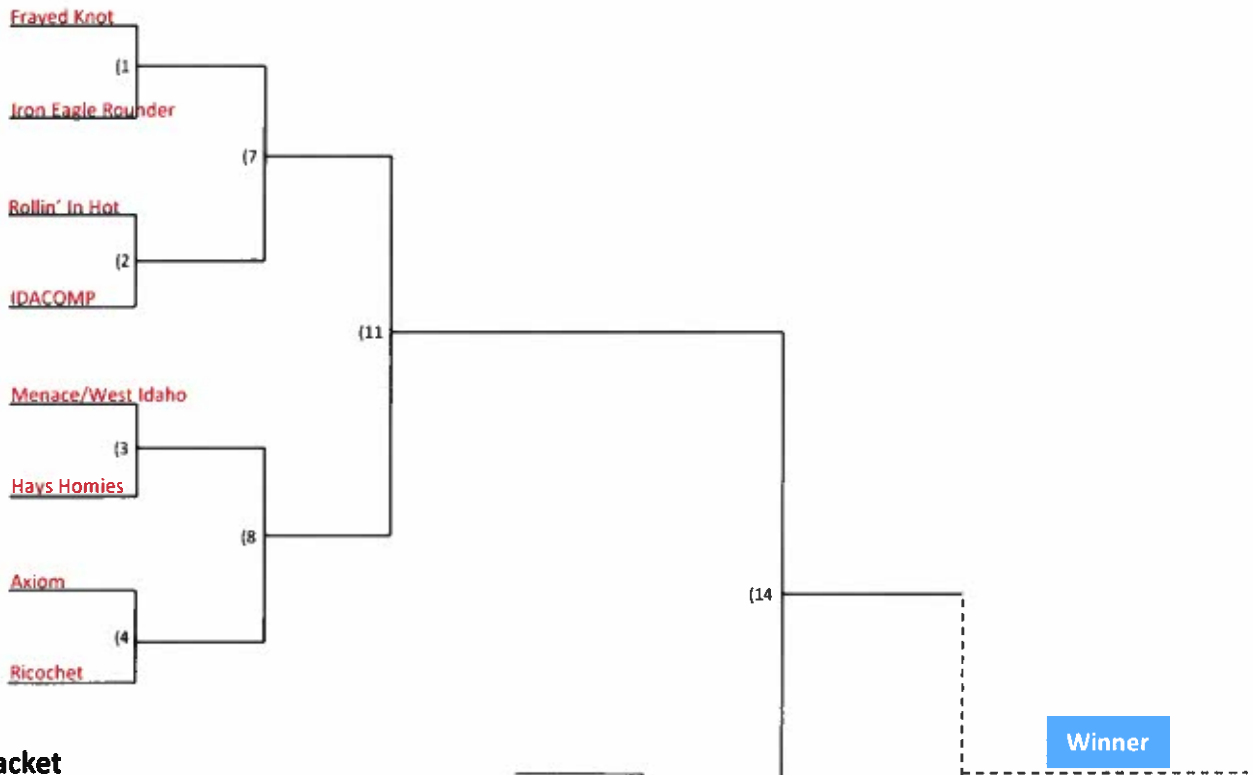 Frayed Knot
(1
Iron Eagle Rounder
(7
Rollin' In Hot
(2
IDACOMP
(11
Menace/West Idaho
(3
Hays Homies
(8
Axiom
(14
(4
Ricochet
Winner
acket